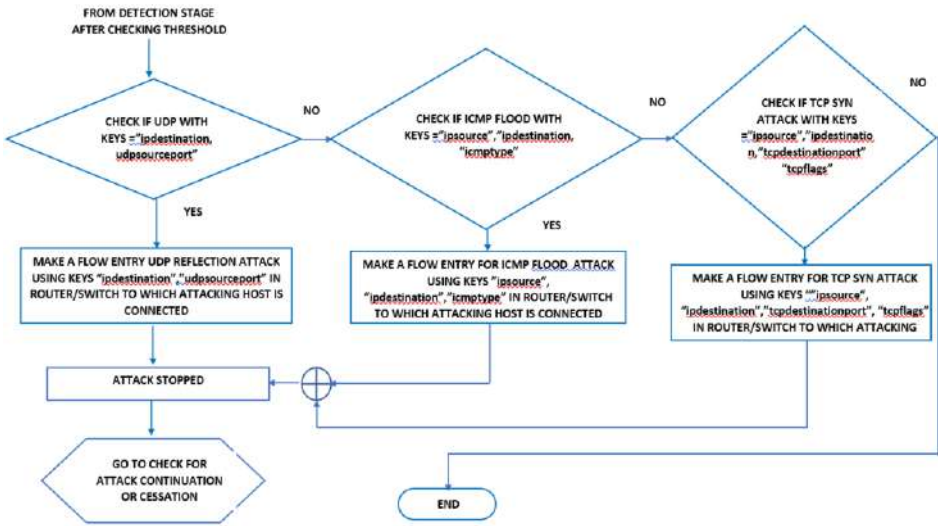 FROM DETECTION STAGE
AFTER CHECKING THRESHOLD
CHECK IF UDP WITH
KEYS ="ipdestination,
udpsourceport"
NO
CHECK IF ICMP FLOOD WITH
KEYS ="ipsource","ipdestination,
"icmptype"
NO
CHECK IF TCP SYN
ATTACK WITH KEYS
="ipsource","ipdestinatio
n,"tcpdestinationport"
"tcpflags"
NO
YES
YES
MAKE A FLOW ENTRY UDP REFLECTION ATTACK
USING KEYS "ipdestination","udpsourceport" IN
ROUTER/SWITCH TO WHICH ATTACKING HOST IS
CONNECTED
MAKE A FLOW ENTRY FOR ICMP FLOOD ATTACK
USING KEYS "ipsource",
"ipdestination","icmptype" IN ROUTER/SWITCH
TO WHICH ATTACKING HOST IS CONNECTED
MAKE A FLOW ENTRY FOR TCP SYN ATTACK
USING KEYS ""ipsource",
"ipdestination","tcpdestinationport", "tcpflags"
IN ROUTER/SWITCH TO WHICH ATTACKING
ATTACK STOPPED
GO TO CHECK FOR
ATTACK CONTINUATION
OR CESSATION
END